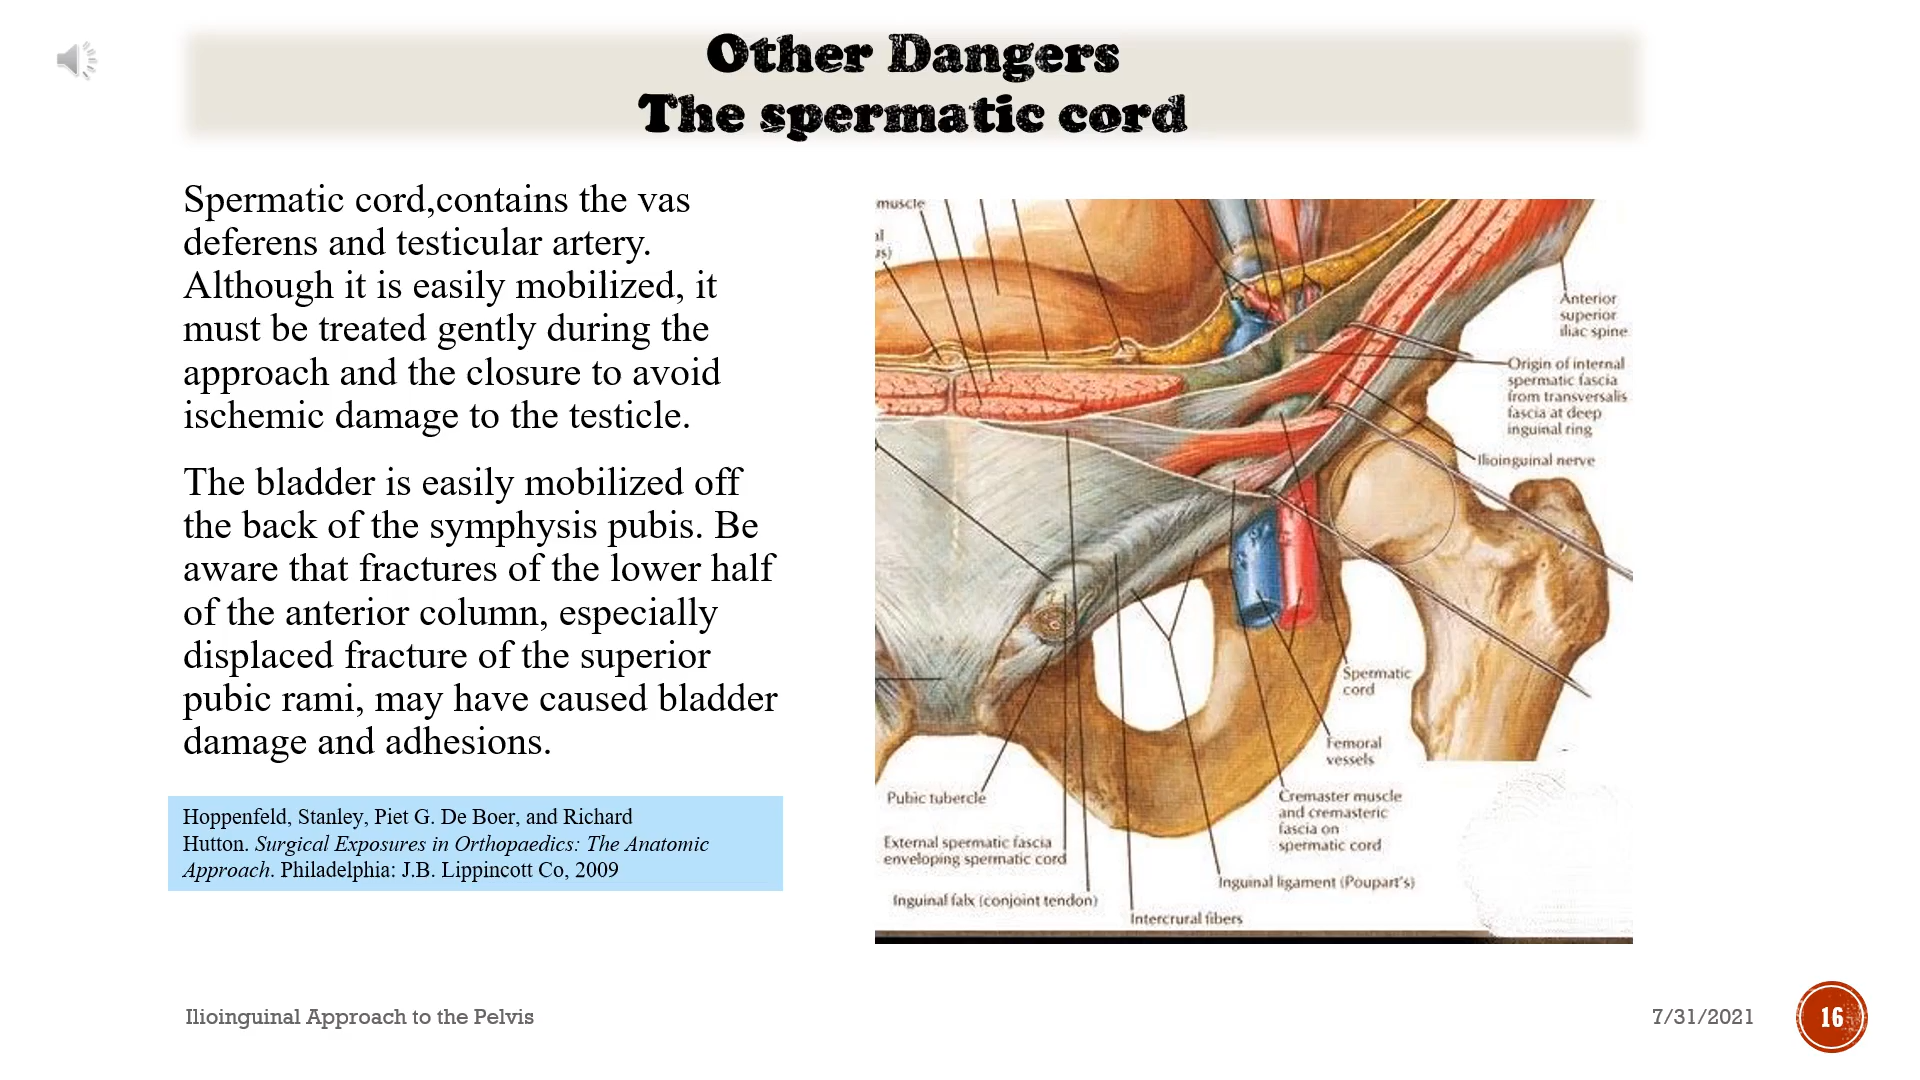 Other Dangers
The spermatic cord
Spermatic cord,contains the vas
deferens and testicular artery.
Although it is easily mobilized, it
must be treated gently during the
approach and the closure to avoid
ischemic damage to the testicle.
The bladder is easily mobilized off
the back of the symphysis pubis. Be
aware that fractures of the lower half
of the anterior column, especially
displaced fracture of the superior
pubic rami, may have caused bladder
damage and adhesions.
Hoppenfeld, Stanley, Piet G. De Boer, and Richard
Hutton. Surgical Exposures in Orthopaedics: The Anatomic
Approach. Philadelphia: J.B. Lippincott Co, 2009
muscle
Anterior
superior
iliac spine
Origin of internal
spermatic fascia
from transversalis
fascia at deep
inguinal ring
Ilioinguinal nerve
Spermatic
cord
Femoral
vessels
Cremaster muscle
and cremasteric
fascia on
spermatic cord
Pubic tubercle
External spermatic fascia
enveloping spermatic cord
Inguinal ligament (Poupart's)
Inguinal falx (conjoint tendon)
Intercrural fibers
Ilioinguinal Approach to the Pelvis
7/31/2021
16